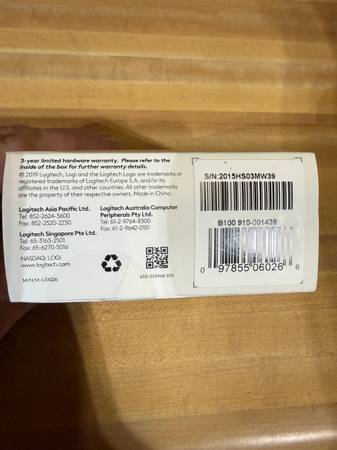 3-year limited hardware warranty. Please refer to the
inside of the box for further warranty details.
© 2019 Logitech, Logi and the Logitech Logo are trademarks or
registered trademarks of Logitech Europe S.A. and/or its
affiliates in the U.S. and other countries. All other trademarks
are the property of their respective owners. Made in China.
Logitech Asia Pacific Ltd.
Tel: 852-2624-3600
Fax: 852-2520-2230
Logitech Singapore Pte Ltd.
Tel: 65-3163-2501
Fax: 65-6270-5016
NASDAQ: LOGI
www.logitech.com
M/N:M-U0026
Logitech Australia Computer
Peripherals Pty Ltd.
Tel: 61-2-9764-8300
Fax: 61-2-9642-0151
S/N:2015HS03MW39
B100 910-001439
0 97855 06026 6